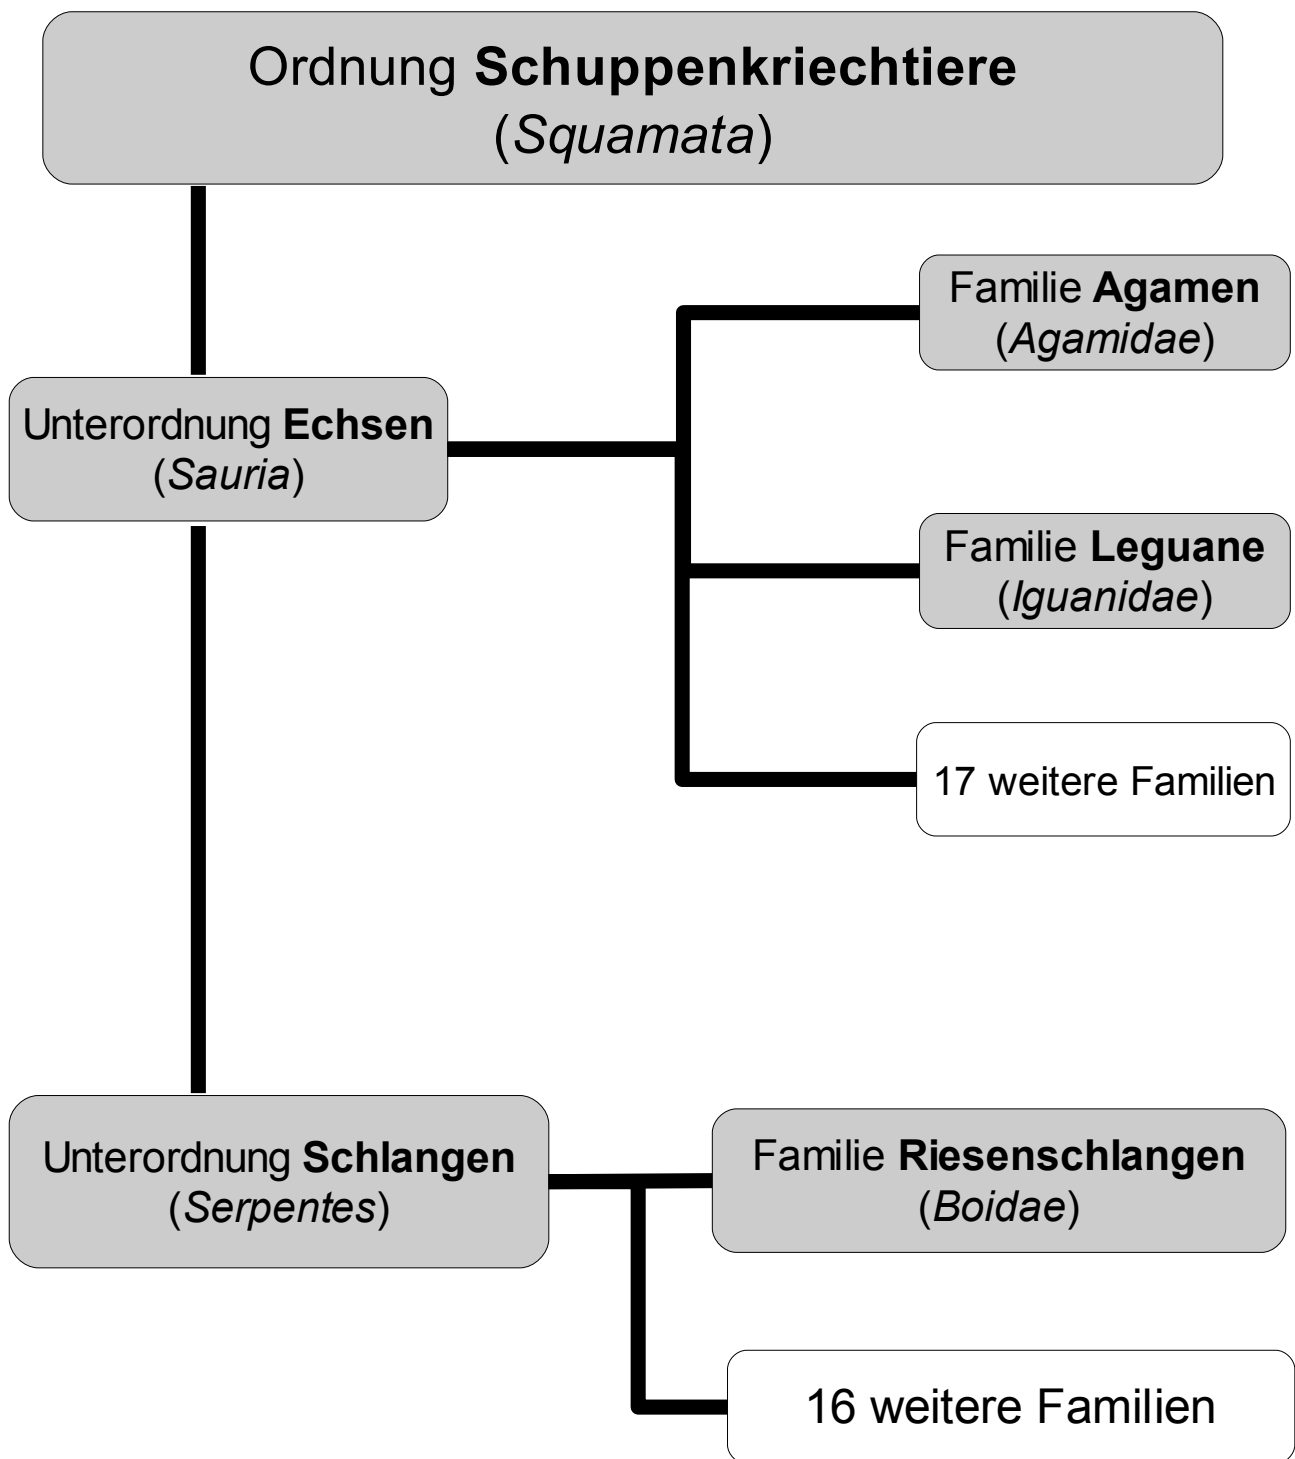 Ordnung Schuppenkriechtiere
(Squamata)
Familie Agamen
(Agamidae)
Unterordnung Echsen
(Sauria)
Familie Leguane
(Iguanidae)
17 weitere Familien
Unterordnung Schlangen
(Serpentes)
Familie Riesenschlangen
(Boidae)
16 weitere Familien